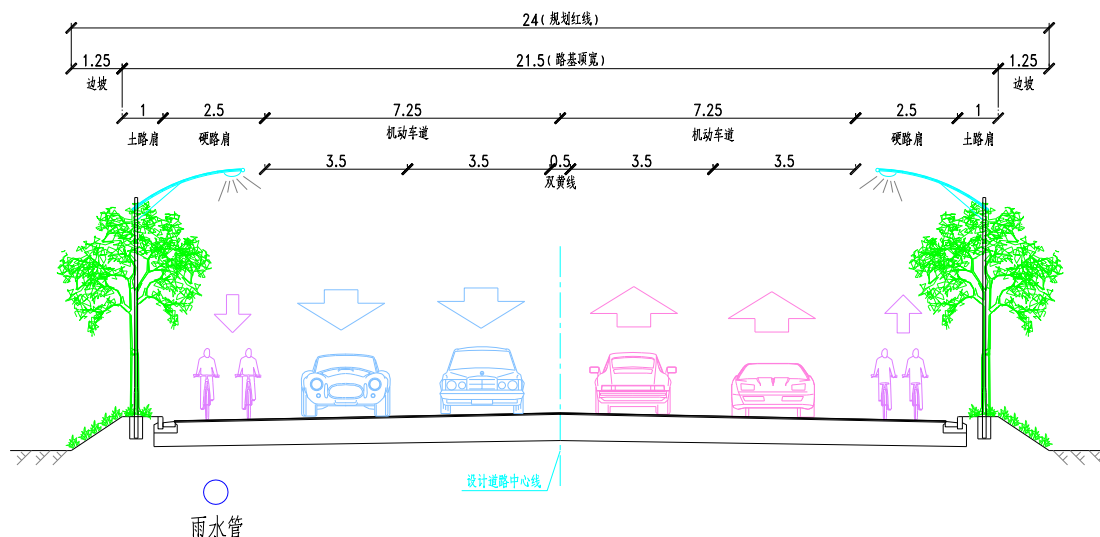 24(规划红线)
1.25 21.5(路基顶宽) 1.25
边坡 边坡
1 2.5 7.25 7.25 2.5 1
土路肩 硬路肩 机动车道 机动车道 硬路肩 土路肩
3.5 3.5 0.5 3.5 3.5
双黄线
设计道路中心线
雨水管